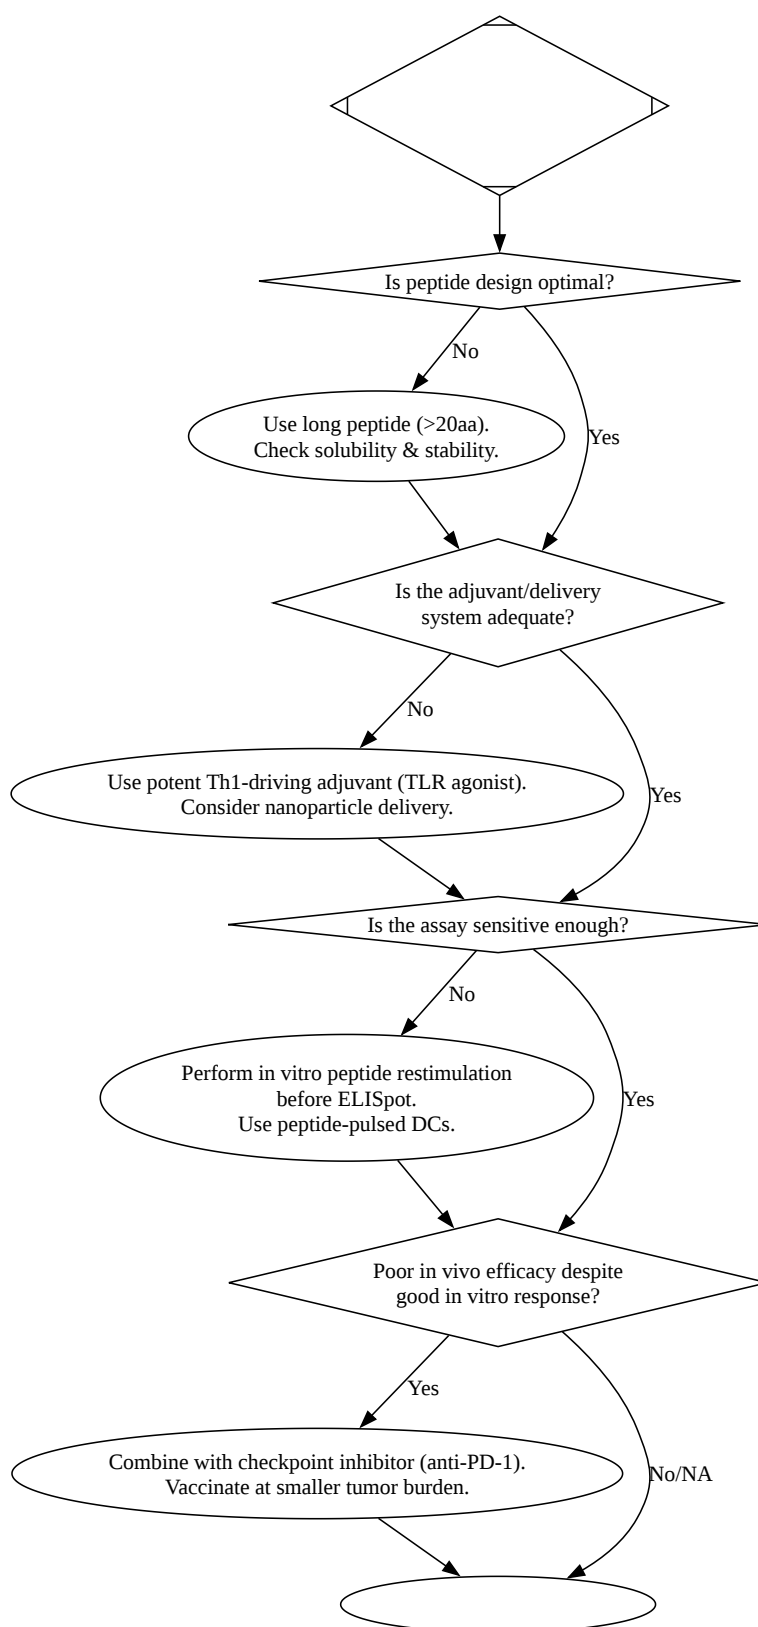 Is peptide design optimal?
No
Use long peptide (>20aa).
Check solubility & stability.
Yes
Is the adjuvant/delivery
system adequate?
No
Use potent Th1-driving adjuvant (TLR agonist).
Consider nanoparticle delivery.
Yes
Is the assay sensitive enough?
No
Perform in vitro peptide restimulation
before ELISpot.
Use peptide-pulsed DCs.
Yes
Poor in vivo efficacy despite
good in vitro response?
Yes
Combine with checkpoint inhibitor (anti-PD-1).
Vaccinate at smaller tumor burden.
No/NA